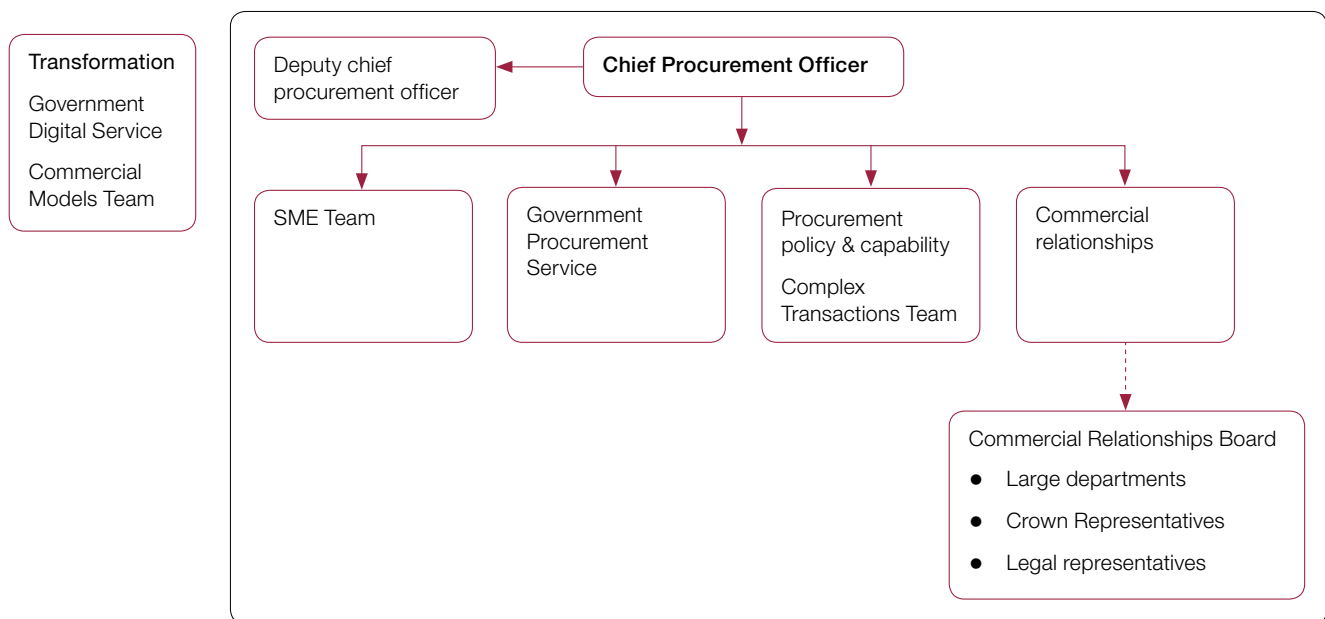 Transformation
Government
Digital Service
Commercial
Models Team
Deputy chief
procurement officer
Chief Procurement Officer
SME Team
Government
Procurement
Service
Procurement
policy & capability
Complex
Transactions Team
Commercial
relationships
Commercial Relationships Board
● Large departments
● Crown Representatives
● Legal representatives